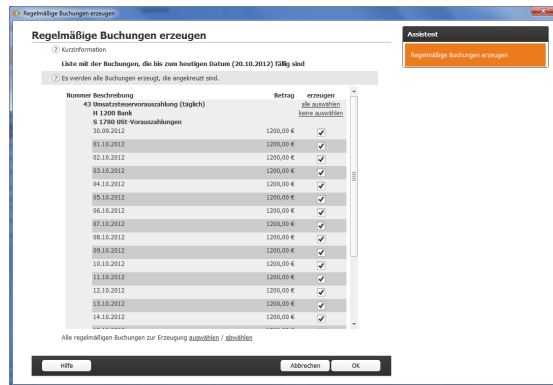 Regelmäßige Buchungen erzeugen
Regelmäßige Buchungen erzeugen
? Kurzinformation
Liste mit der Buchungen, die bis zum heutigen Datum (20.10.2012) fällig sind
? Es werden alle Buchungen erzeugt, die angekreuzt sind.
Nummer Beschreibung Betrag erzeugen
43 Umsatzsteuervorauszahlung (täglich) alle auswählen
H 1200 Bank keine auswählen
S 1780 USt-Vorauszahlungen
30.09.2012 1200,00 €
01.10.2012 1200,00 €
02.10.2012 1200,00 €
03.10.2012 1200,00 €
04.10.2012 1200,00 €
05.10.2012 1200,00 €
06.10.2012 1200,00 €
07.10.2012 1200,00 €
08.10.2012 1200,00 €
09.10.2012 1200,00 €
10.10.2012 1200,00 €
11.10.2012 1200,00 €
12.10.2012 1200,00 €
13.10.2012 1200,00 €
14.10.2012 1200,00 €
Alle regelmäßigen Buchungen zur Erzeugung auswählen / abwählen
Hilfe Abbrechen OK
Assistent
Regelmäßige Buchungen erzeugen